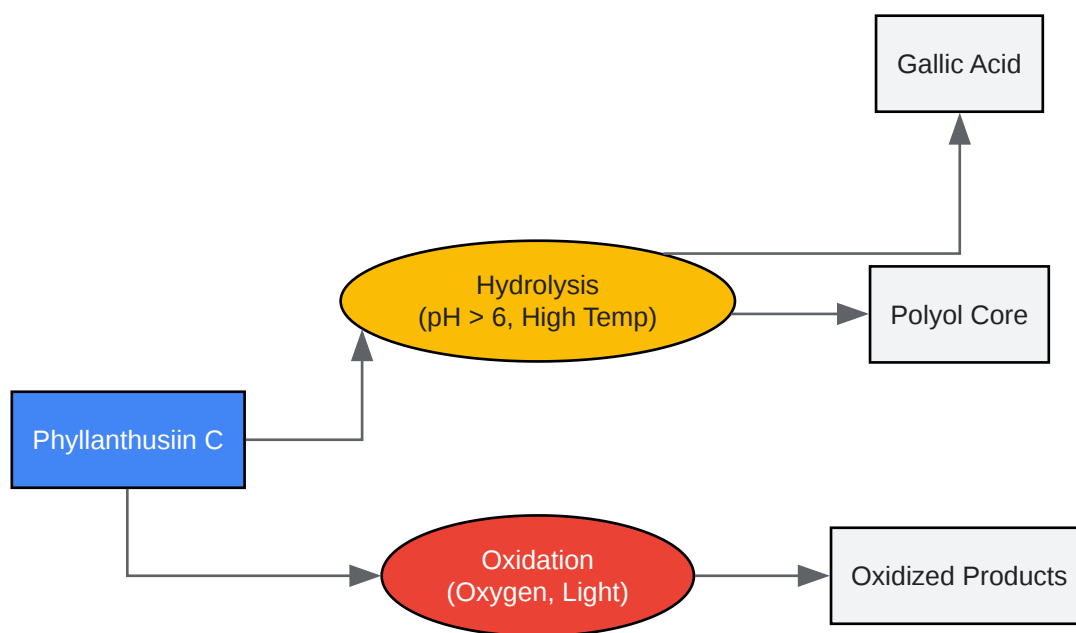 Gallic Acid
Hydrolysis
(pH > 6, High Temp)
Polyol Core
Phyllanthusiin C
Oxidation
(Oxygen, Light)
Oxidized Products